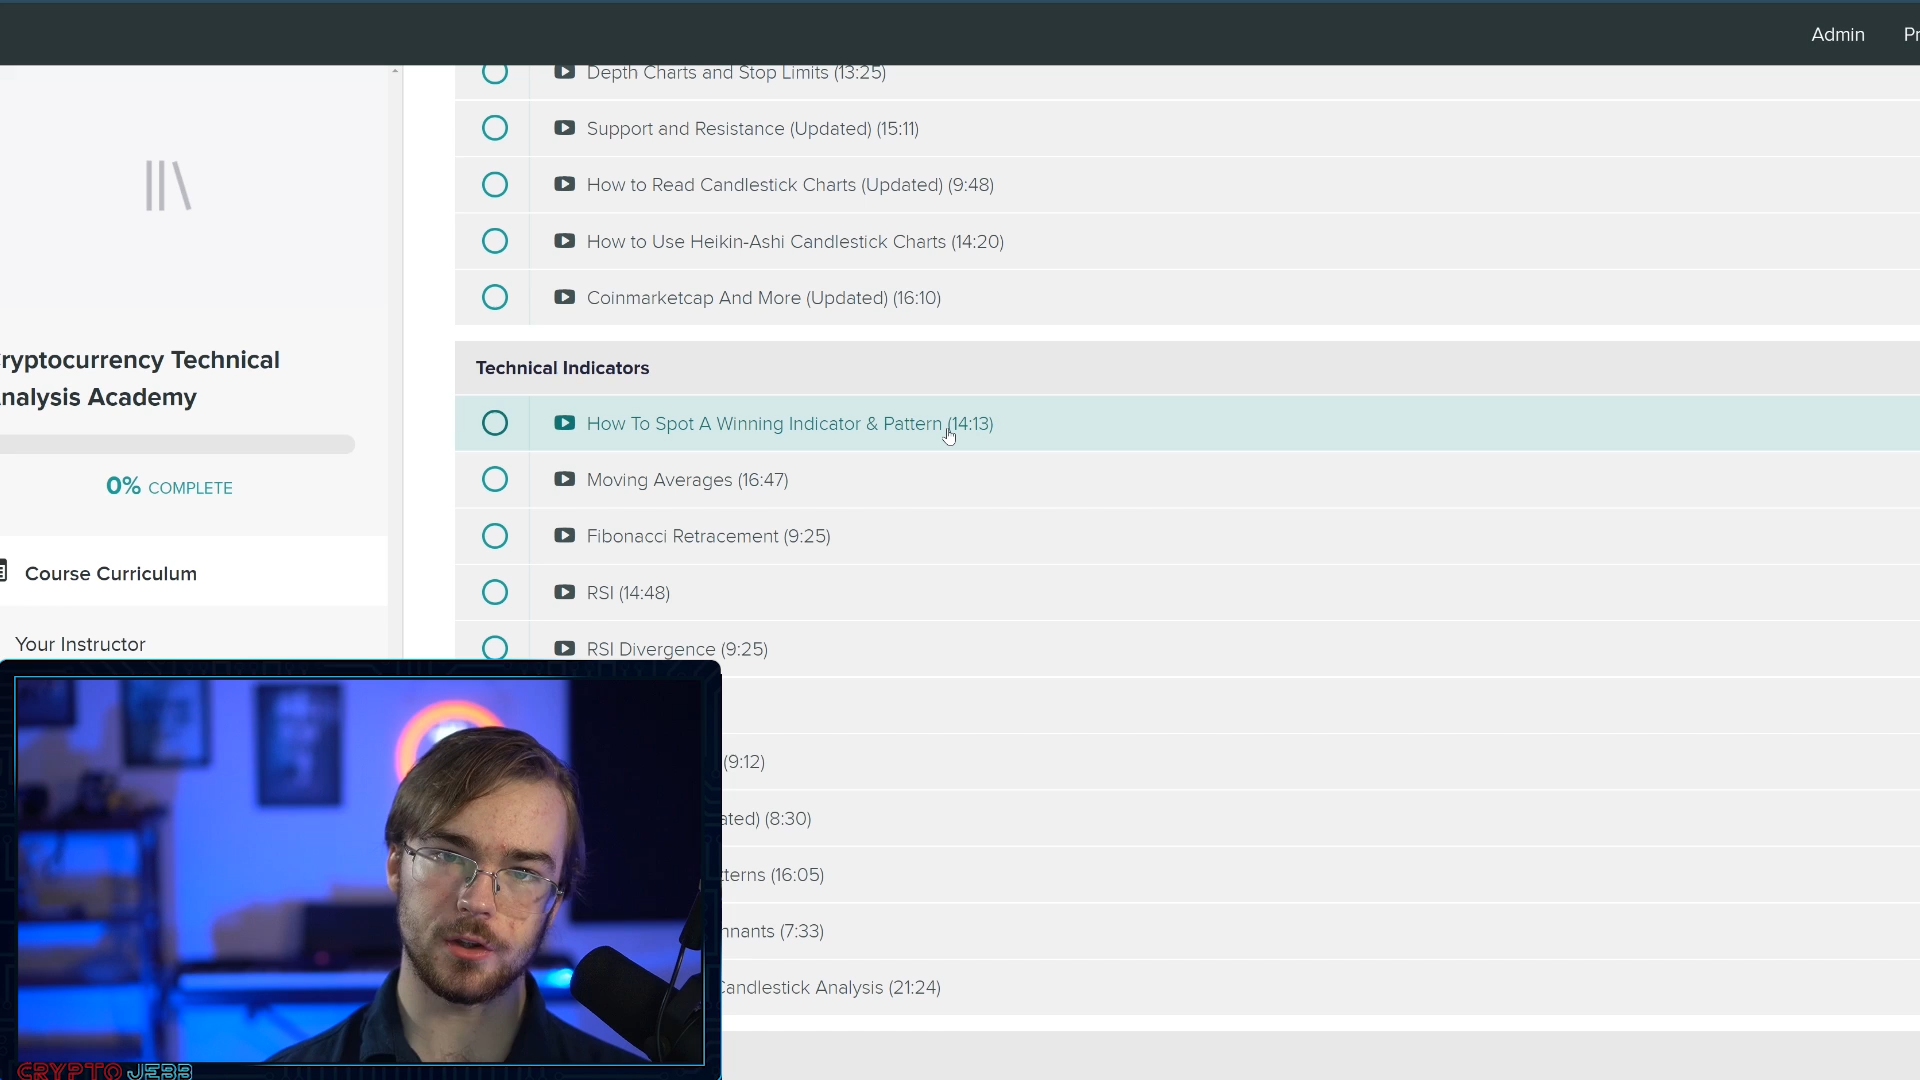 Admin
Pr
Depth Charts and Stop Limits (13:25)
Support and Resistance (Updated) (15:11)
How to Read Candlestick Charts (Updated) (9:48)
How to Use Heikin-Ashi Candlestick Charts (14:20)
Coinmarketcap And More (Updated) (16:10)
ryptocurrency Technical
nalysis Academy
0% COMPLETE
Course Curriculum
Your Instructor
Technical Indicators
How To Spot A Winning Indicator & Pattern (14:13)
Moving Averages (16:47)
Fibonacci Retracement (9:25)
RSI (14:48)
RSI Divergence (9:25)
(9:12)
ated) (8:30)
tterns (16:05)
nnants (7:33)
Candlestick Analysis (21:24)
CRYPTO JEBB